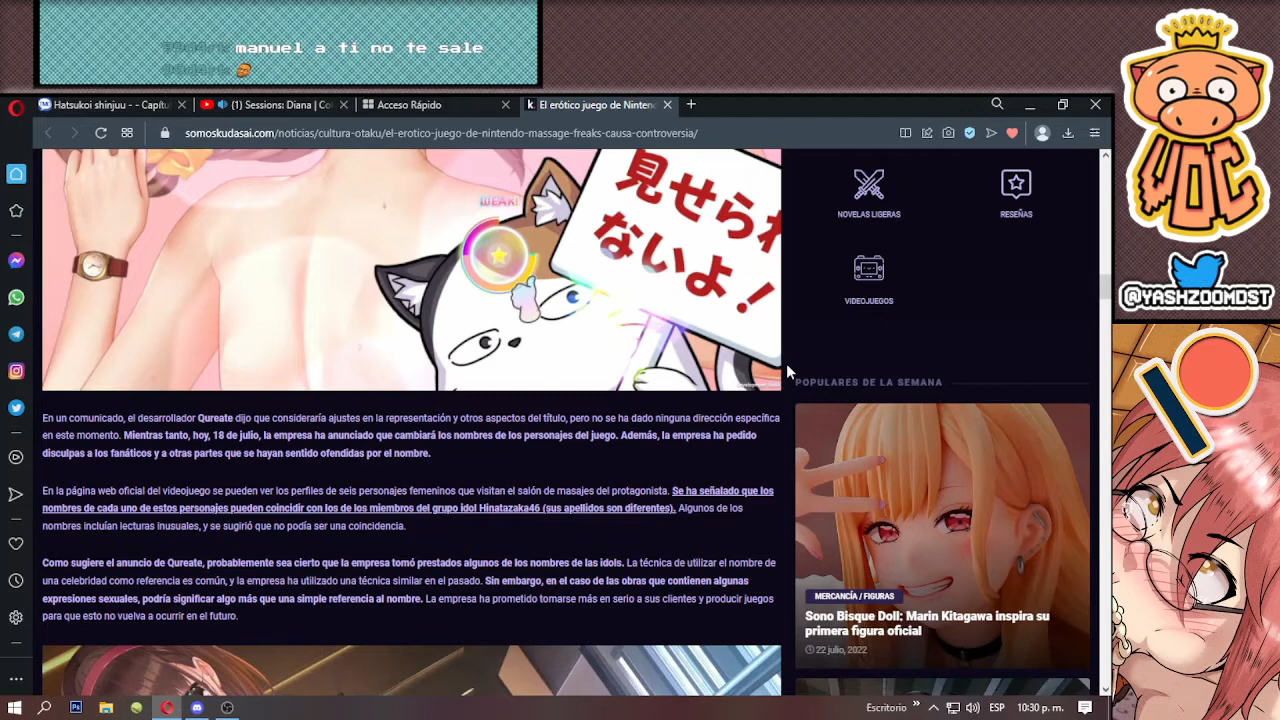 manuel a ti no te sale
Hatsukoi shinjuu - - Capítu
(1) Sessions: Diana | Co
Acceso Rápido
El erótico juego de Ninten
somoskudasai.com/noticias/cultura-otaku/el-erotico-juego-de-nintendo-massage-freaks-causa-controversia/
WEAK!
見せられ
ないよ!
NOVELAS LIGERAS
RESEÑAS
VIDEOJUEGOS
En un comunicado, el desarrollador Qureate dijo que consideraría ajustes en la representación y otros aspectos del título, pero no se ha dado ninguna dirección específica
en este momento. Mientras tanto, hoy, 18 de julio, la empresa ha anunciado que cambiará los nombres de los personajes del juego. Además, la empresa ha pedido
disculpas a los fanáticos y a otras partes que se hayan sentido ofendidas por el nombre.
En la página web oficial del videojuego se pueden ver los perfiles de seis personajes femeninos que visitan el salón de masajes del protagonista. Se ha señalado que los
nombres de cada uno de estos personajes pueden coincidir con los de los miembros del grupo idol Hinatazaka46 (sus apellidos son diferentes). Algunos de los
nombres incluían lecturas inusuales, y se sugirió que no podía ser una coincidencia.
Como sugiere el anuncio de Qureate, probablemente sea cierto que la empresa tomó prestados algunos de los nombres de las idols. La técnica de utilizar el nombre de
una celebridad como referencia es común, y la empresa ha utilizado una técnica similar en el pasado. Sin embargo, en el caso de las obras que contienen algunas
expresiones sexuales, podría significar algo más que una simple referencia al nombre. La empresa ha prometido tomarse más en serio a sus clientes y producir juegos
para que esto no vuelva a ocurrir en el futuro.
POPULARES DE LA SEMANA
MERCANCÍA / FIGURAS
Sono Bisque Doll: Marin Kitagawa inspira su
primera figura oficial
22 julio, 2022
@YASHZOOMDST
Escritorio
ESP
10:30 p. m.